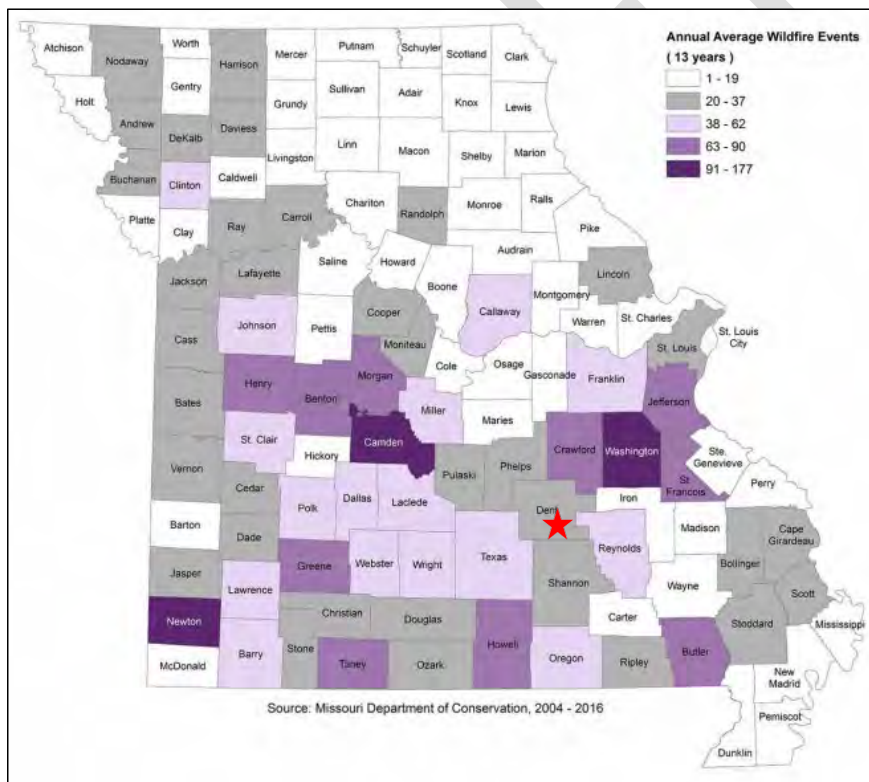 Annual Average Wildfire Events
( 13 years )
1 - 19
20 - 37
38 - 62
63 - 90
91 - 177
Atchison
Worth
Nodaway
Harrison
Mercer
Putnam
Schuyler
Scotland
Clark
Gentry
Holt
Sullivan
Adair
Knox
Lewis
Grundy
Andrew
DeKalb
Daviess
Linn
Macon
Shelby
Marion
Livingston
Buchanan
Clinton
Caldwell
Chariton
Randolph
Monroe
Ralls
Platte
Clay
Ray
Carroll
Pike
Audrain
Saline
Howard
Lafayette
Jackson
Boone
Lincoln
Montgomery
Callaway
Cooper
Johnson
Pettis
Warren
St. Charles
St. Louis
City
Cass
Moniteau
St. Louis
Cole
Osage
Gasconade
Franklin
Henry
Morgan
Jefferson
Benton
Miller
Bates
Maries
St. Clair
Camden
Crawford
Washington
Ste.
Genevieve
Hickory
Vernon
Pulaski
Phelps
Perry
St
Francois
Cedar
Iron
Polk
Dallas
Laclede
Dent
Madison
Cape
Girardeau
Barton
Dade
Reynolds
Bollinger
Texas
Greene
Webster
Wright
Jasper
Shannon
Wayne
Scott
Lawrence
Christian
Douglas
Carter
Stoddard
Mississippi
Newton
Howell
Butler
Barry
Stone
Taney
Ozark
Oregon
Ripley
McDonald
New
Madrid
Pemiscot
Dunklin
Source: Missouri Department of Conservation, 2004 - 2016